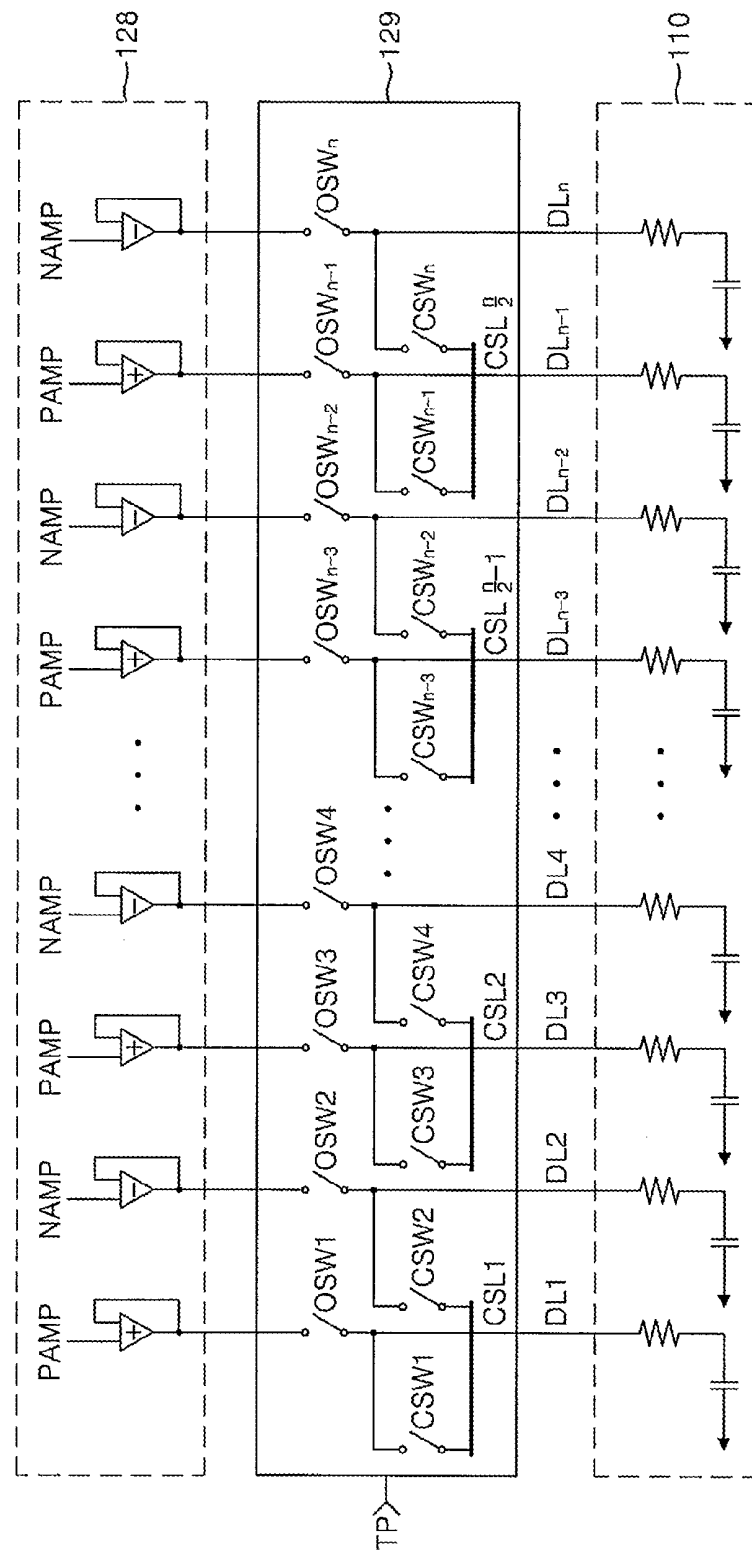 PAMP NAMP PAMP NAMP PAMP NAMP PAMP NAMP
128
OSW1 OSW2 OSW3 OSW4 OSWn-3 OSWn-2 OSWn-1 OSWn
129
TP
CSW1 CSW2 CSW3 CSW4 CSWn-3 CSWn-2 CSWn-1 CSWn
CSL1 CSL2 CSL n/2 -1 CSL n/2
DL1 DL2 DL3 DL4 DLn-3 DLn-2 DLn-1 DLn
110